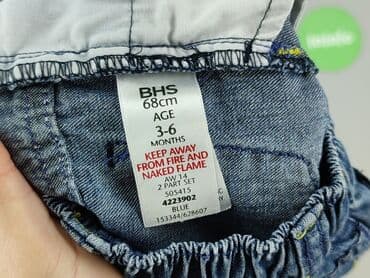 BHS
68cm
AGE
3-6
MONTHS
KEEP AWAY
FROM FIRE AND
NAKED FLAME
AW 14
2 PART SET
S05415
4223902
BLUE
153344/628607